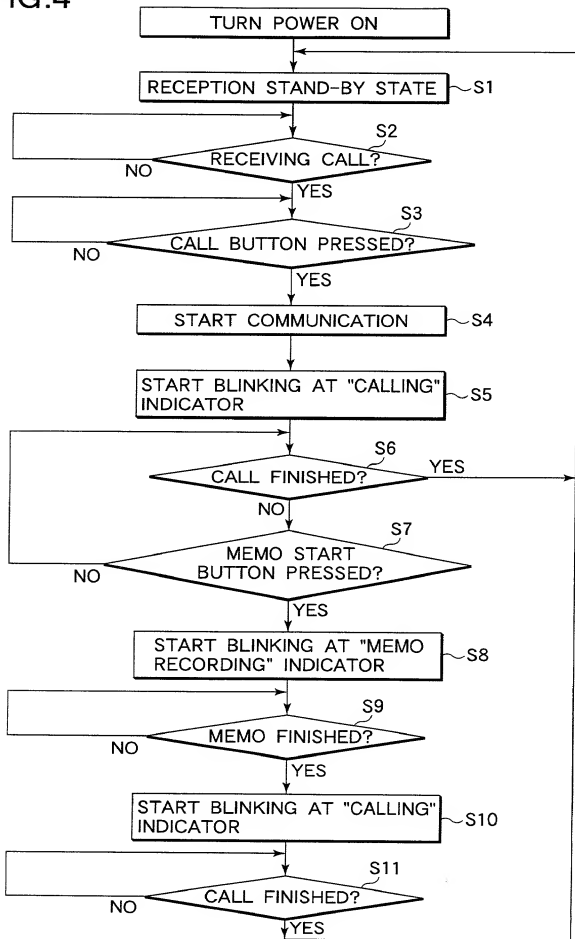 FIG.4
TURN POWER ON
RECEPTION STAND-BY STATE
S1
S2
RECEIVING CALL?
NO
YES
S3
CALL BUTTON PRESSED?
NO
YES
START COMMUNICATION
S4
START BLINKING AT "CALLING"
INDICATOR
S5
S6
CALL FINISHED?
YES
NO
S7
MEMO START
BUTTON PRESSED?
NO
YES
START BLINKING AT "MEMO
RECORDING" INDICATOR
S8
S9
MEMO FINISHED?
NO
YES
START BLINKING AT "CALLING"
INDICATOR
S10
S11
CALL FINISHED?
NO
YES